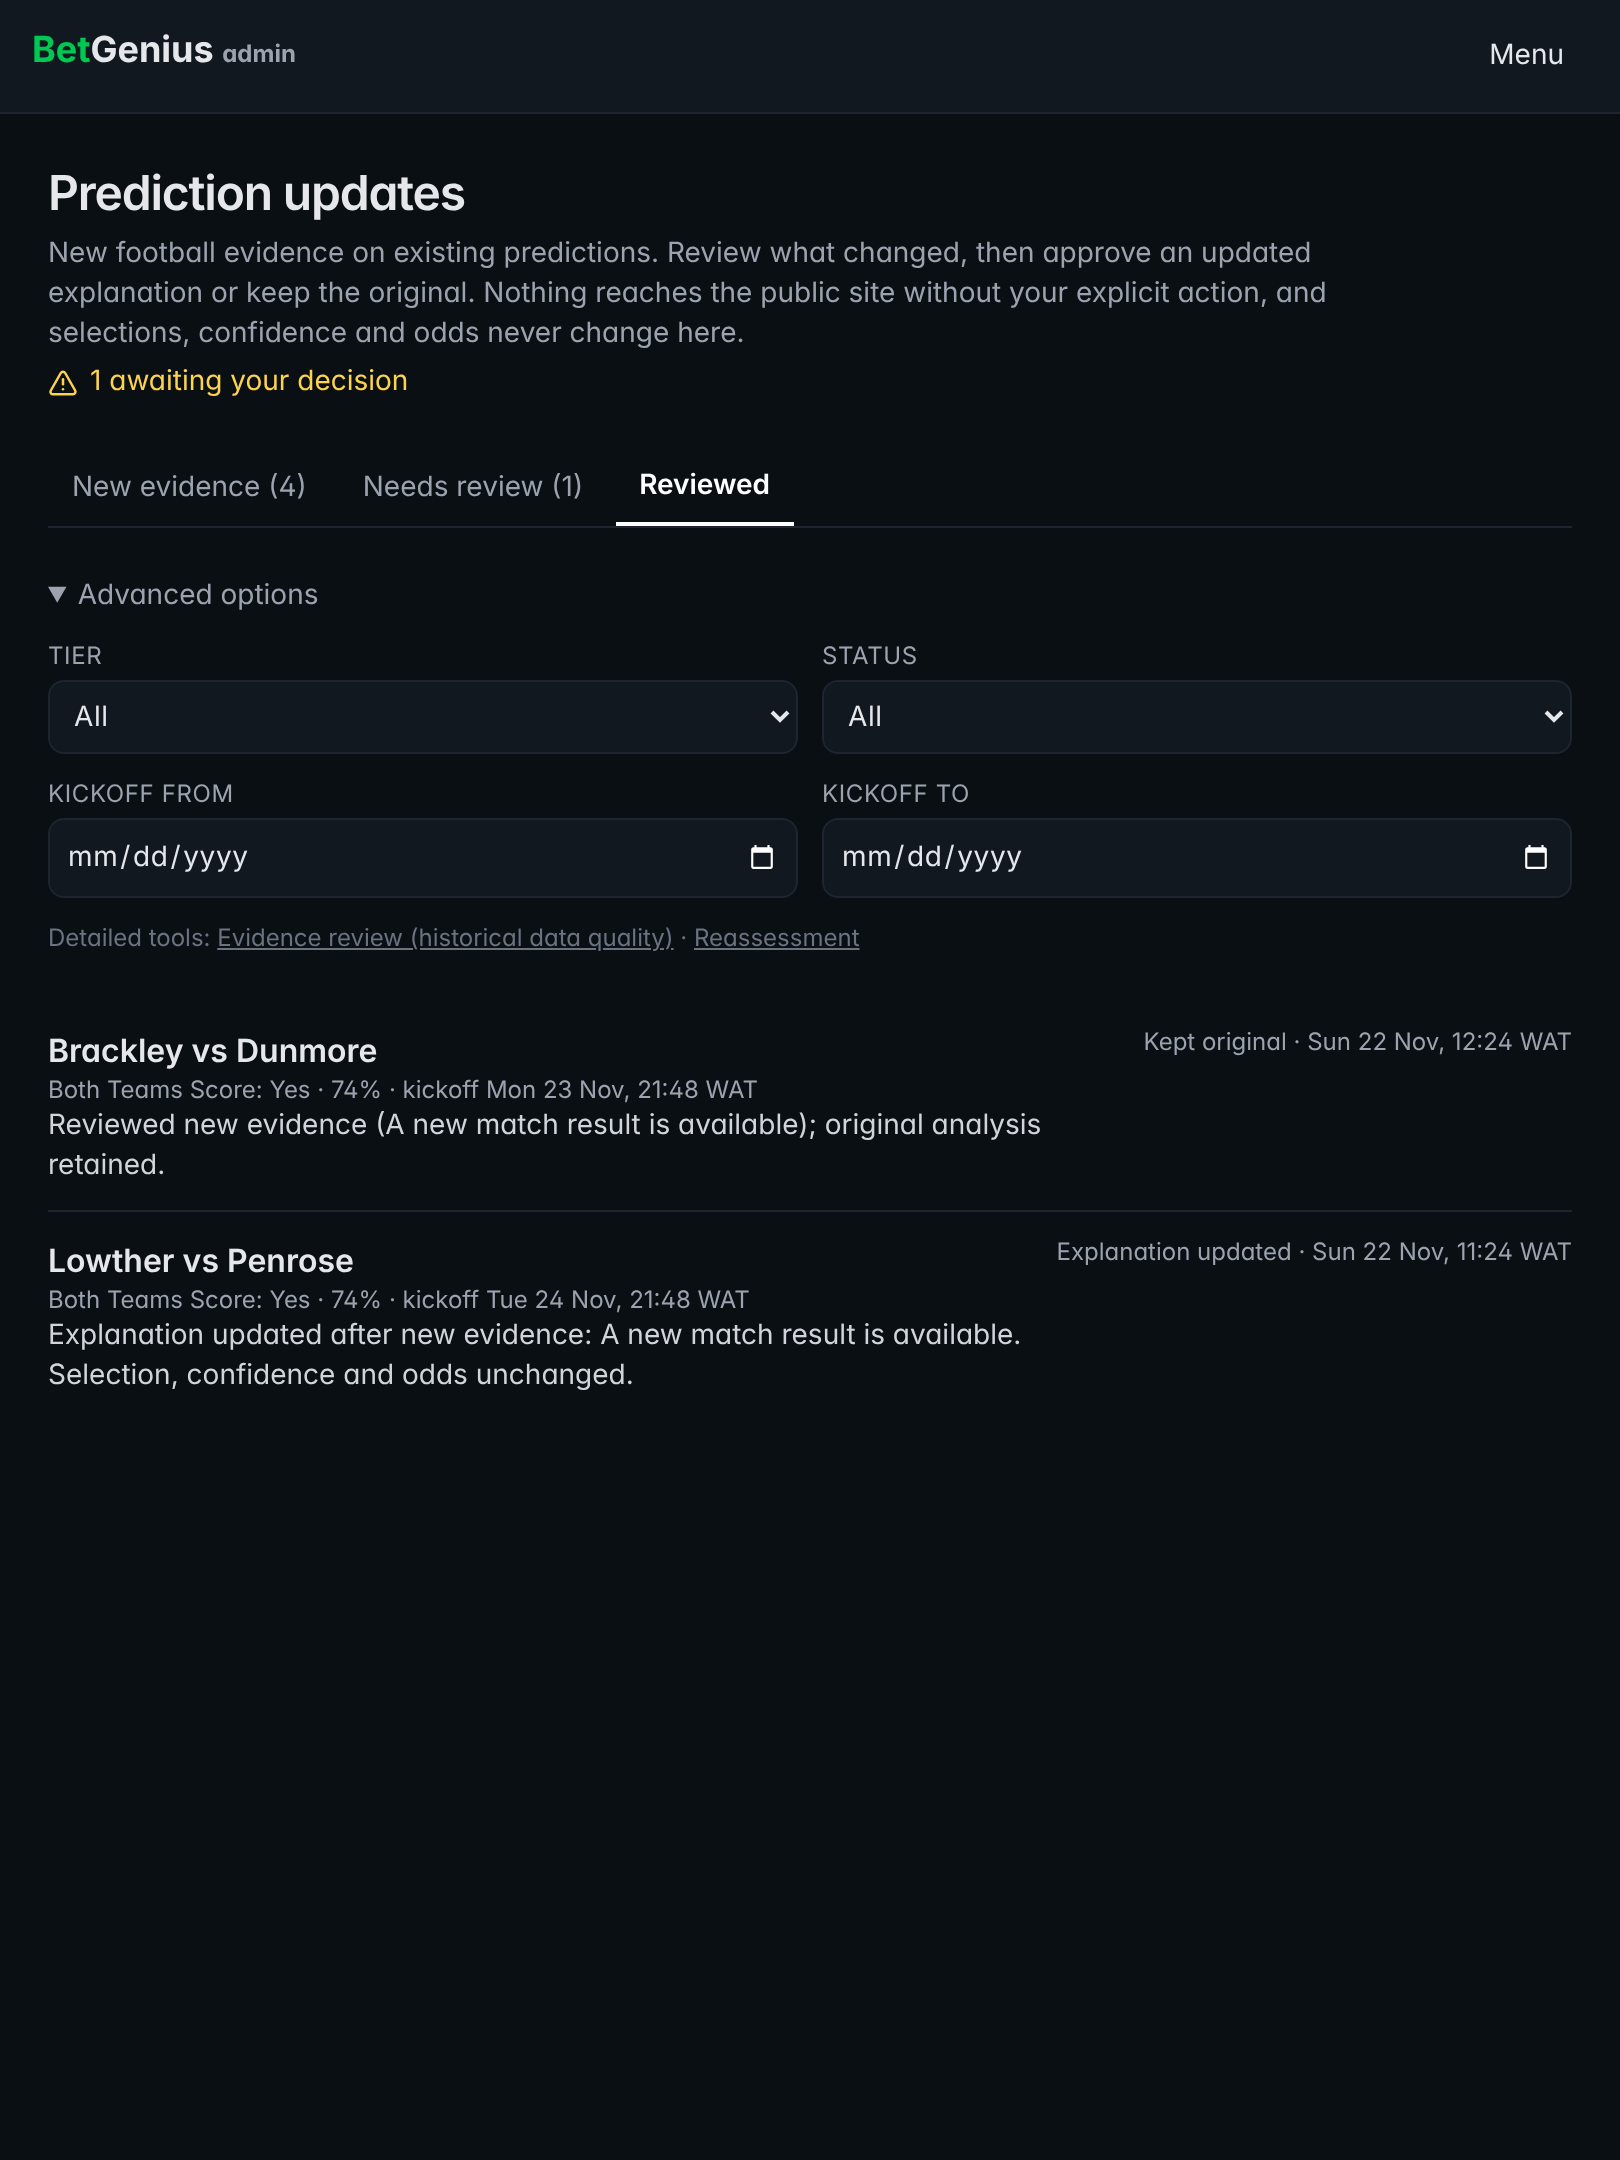 BetGenius admin
Menu
Prediction updates
New football evidence on existing predictions. Review what changed, then approve an updated
explanation or keep the original. Nothing reaches the public site without your explicit action, and
selections, confidence and odds never change here.
1 awaiting your decision
New evidence (4) Needs review (1) Reviewed
▼ Advanced options
TIER
All
STATUS
All
KICKOFF FROM
mm/dd/yyyy
KICKOFF TO
mm/dd/yyyy
Detailed tools: Evidence review (historical data quality) · Reassessment
Brackley vs Dunmore
Kept original · Sun 22 Nov, 12:24 WAT
Both Teams Score: Yes · 74% · kickoff Mon 23 Nov, 21:48 WAT
Reviewed new evidence (A new match result is available); original analysis
retained.
Lowther vs Penrose
Explanation updated · Sun 22 Nov, 11:24 WAT
Both Teams Score: Yes · 74% · kickoff Tue 24 Nov, 21:48 WAT
Explanation updated after new evidence: A new match result is available.
Selection, confidence and odds unchanged.